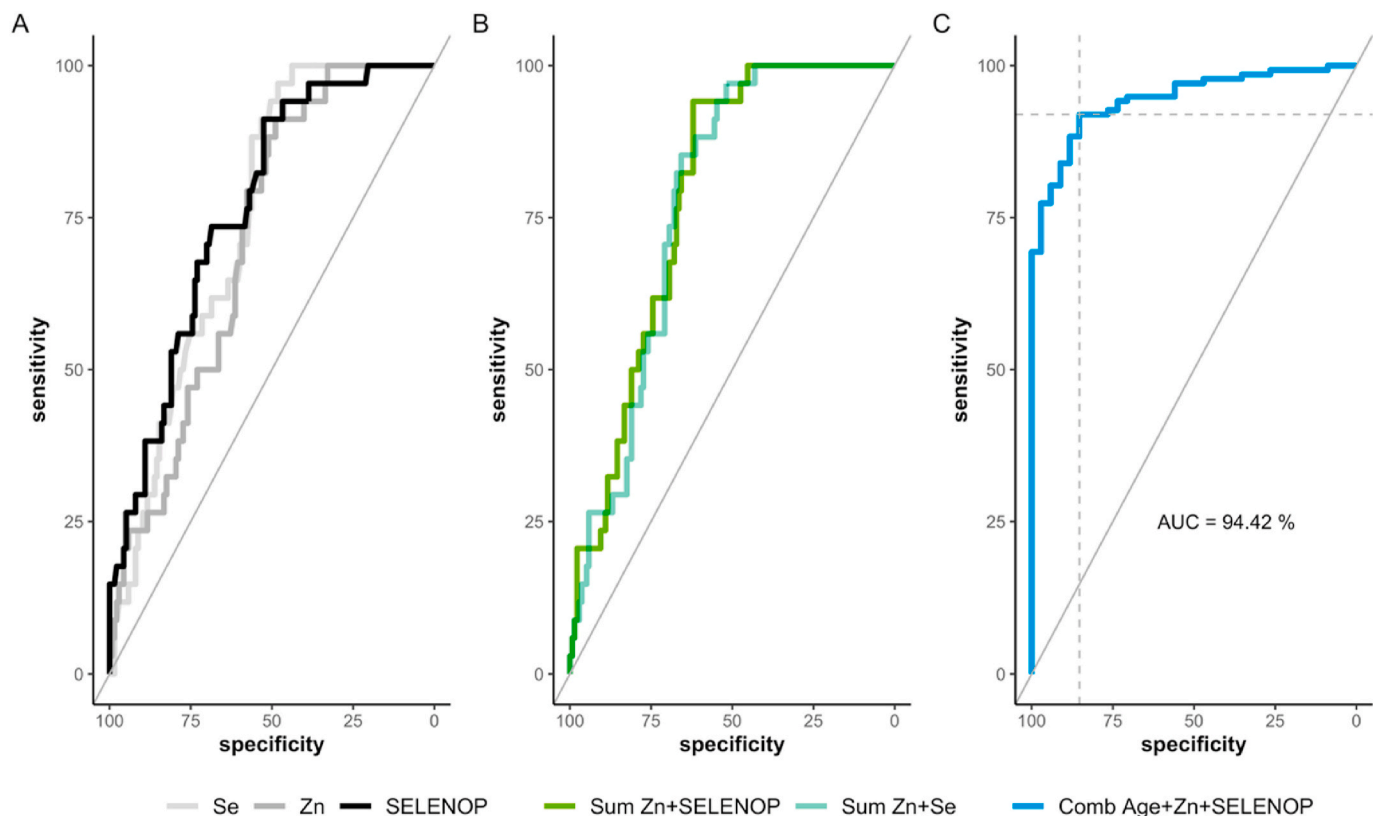 A
B
C
100
75
50
25
0
sensitivity
100 75 50 25 0
specificity
100
75
50
25
0
sensitivity
100 75 50 25 0
specificity
100
75
50
25
0
sensitivity
AUC = 94.42 %
100 75 50 25 0
specificity
Se Zn SELENOP Sum Zn+SELENOP Sum Zn+Se Comb Age+Zn+SELENOP